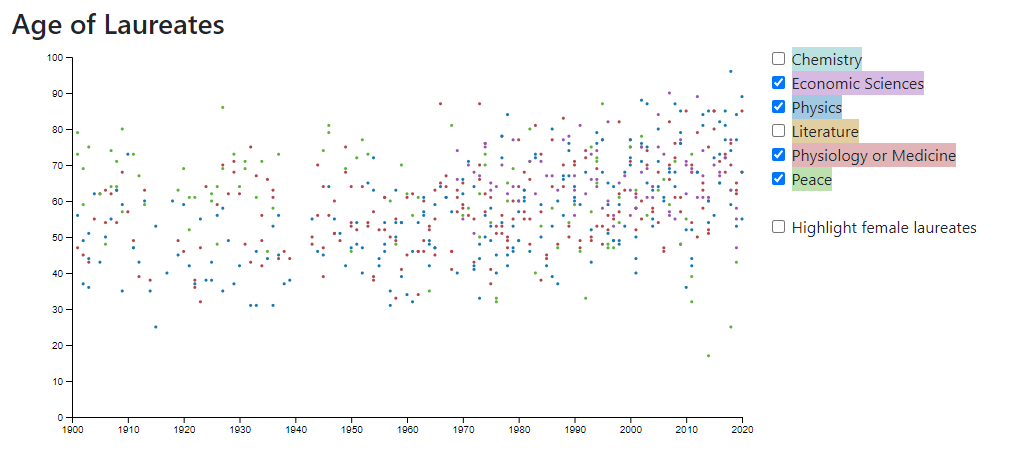 Age of Laureates
100
90
80
70
60
50
40
30
20
10
0
1900 1910 1920 1930 1940 1950 1960 1970 1980 1990 2000 2010 2020
Chemistry
Economic Sciences
Physics
Literature
Physiology or Medicine
Peace
Highlight female laureates